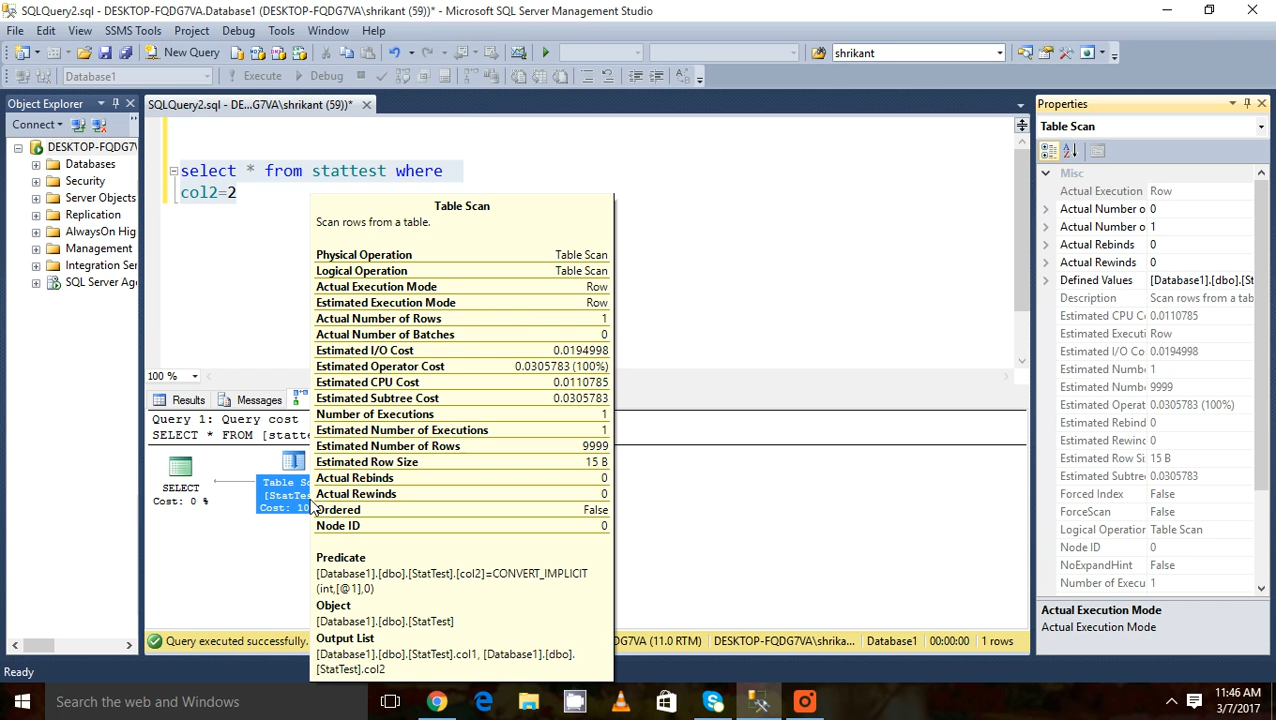 SQLQuery2.sql - DESKTOP-FQDG7VA.Database1 (DESKTOP-FQDG7VA\shrikant (59))* - Microsoft SQL Server Management Studio
File Edit View SSMS Tools Project Debug Tools Window Help
New Query shrikant
Database1 Execute Debug
Object Explorer
Connect
DESKTOP-FQDG7V
Databases
Security
Server Objects
Replication
AlwaysOn Hig
Management
Integration Ser
SQL Server Age
SQLQuery2.sql - DE...G7VA\shrikant (59))*
select * from stattest where
col2=2
100 %
Results Messages
Query 1: Query cost
SELECT * FROM [statt
SELECT
Cost: 0 %
Table Sc
[StatTes
Cost: 10
Table Scan
Scan rows from a table.
Physical Operation Table Scan
Logical Operation Table Scan
Actual Execution Mode Row
Estimated Execution Mode Row
Actual Number of Rows 1
Actual Number of Batches 0
Estimated I/O Cost 0.0194998
Estimated Operator Cost 0.0305783 (100%)
Estimated CPU Cost 0.0110785
Estimated Subtree Cost 0.0305783
Number of Executions 1
Estimated Number of Executions 1
Estimated Number of Rows 9999
Estimated Row Size 15 B
Actual Rebinds 0
Actual Rewinds 0
Ordered False
Node ID 0
Predicate
[Database1].[dbo].[StatTest].[col2]=CONVERT_IMPLICIT
(int,[@1],0)
Object
[Database1].[dbo].[StatTest]
Output List
[Database1].[dbo].[StatTest].col1, [Database1].[dbo].
[StatTest].col2
Query executed successfully. G7VA (11.0 RTM) DESKTOP-FQDG7VA\shrika... Database1 00:00:00 1 rows
Properties
Table Scan
Misc
Actual Execution Row
Actual Number o 0
Actual Number o 1
Actual Rebinds 0
Actual Rewinds 0
Defined Values [Database1].[dbo].[St
Description Scan rows from a tab
Estimated CPU C 0.0110785
Estimated Executi Row
Estimated I/O Co 0.0194998
Estimated Numbe 1
Estimated Numbe 9999
Estimated Operat 0.0305783 (100%)
Estimated Rebind 0
Estimated Rewind 0
Estimated Row Si 15 B
Estimated Subtre 0.0305783
Forced Index False
ForceScan False
Logical Operation Table Scan
Node ID 0
NoExpandHint False
Number of Execu 1
Actual Execution Mode
Actual Execution Mode
Ready
Search the web and Windows
11:46 AM
3/7/2017